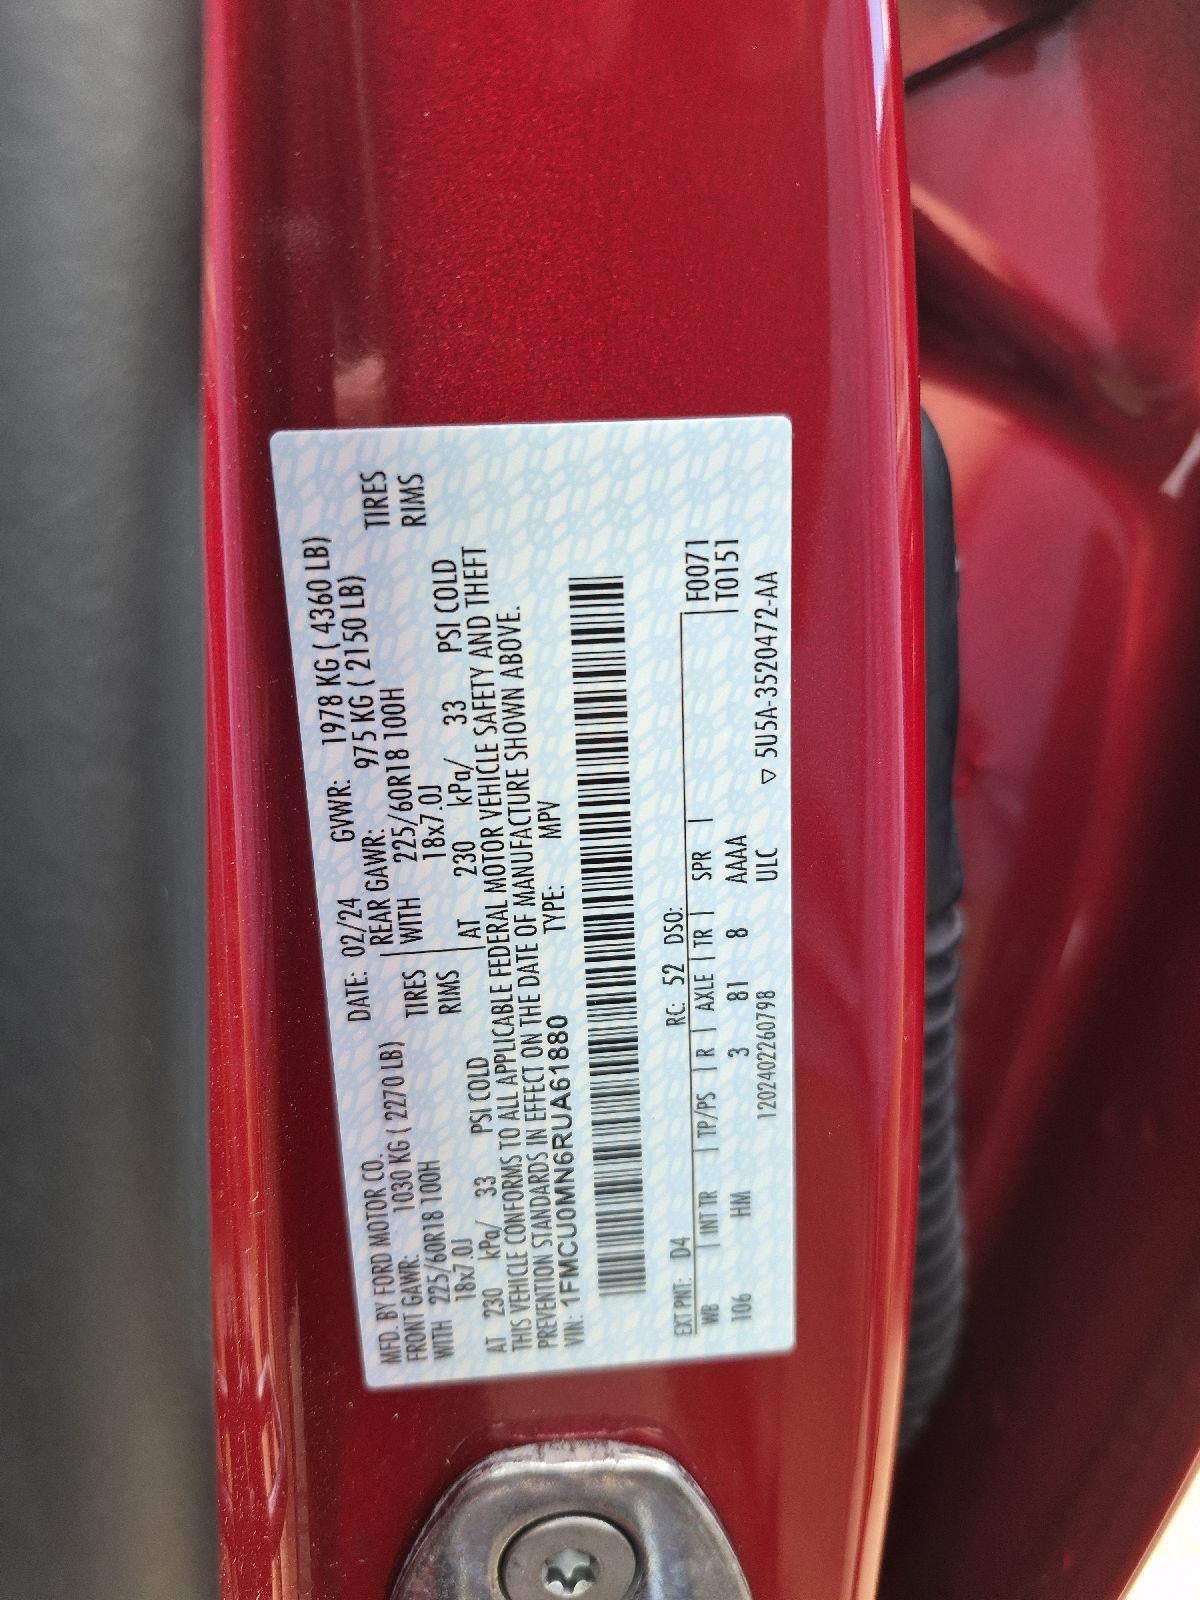 MFD. BY FORD MOTOR CO. DATE: 02/24 GVWR: 1978 KG ( 4360 LB)
FRONT GAWR: 1030 KG ( 2270 LB) REAR GAWR: 975 KG ( 2150 LB)
WITH 225/60R18 100H TIRES WITH 225/60R18 100H TIRES
18x7.0J RIMS 18x7.0J RIMS
AT 230 kPa/ 33 PSI COLD AT 230 kPa/ 33 PSI COLD
THIS VEHICLE CONFORMS TO ALL APPLICABLE FEDERAL MOTOR VEHICLE SAFETY AND THEFT
PREVENTION STANDARDS IN EFFECT ON THE DATE OF MANUFACTURE SHOWN ABOVE.
VIN: 1FMCU0MN6RUA61880 TYPE: MPV
EXT PNT: D4 RC: 52 DSO:
WB | INT TR | TP/PS | R | AXLE | TR | SPR | F0071
106 HM 3 81 8 AAAA T0151
1202402260798 ULC ▽ 5U5A-3520472-AA